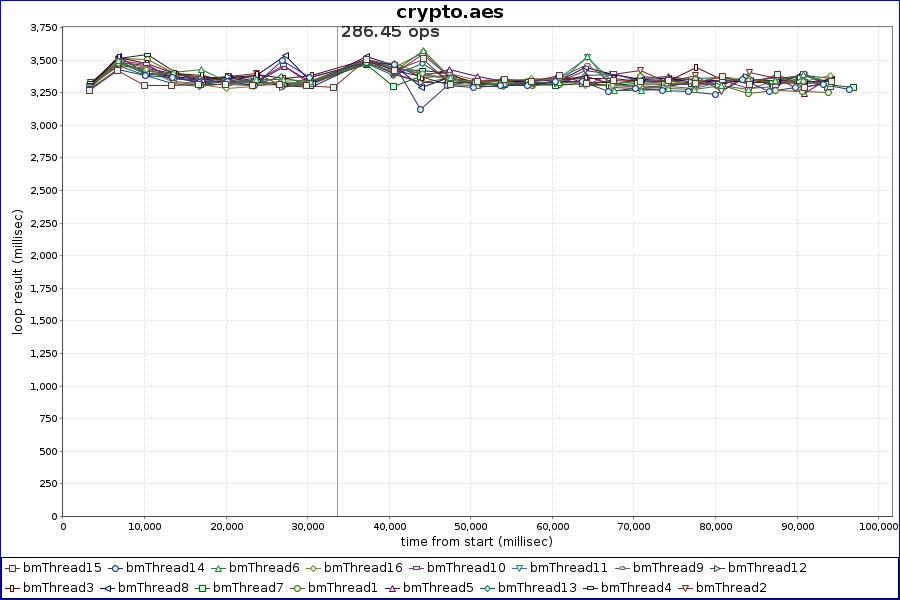 crypto.aes
286.45 ops
3,750
3,500
3,250
3,000
2,750
2,500
2,250
2,000
1,750
1,500
1,250
1,000
750
500
250
0
loop result (millisec)
0 10,000 20,000 30,000 40,000 50,000 60,000 70,000 80,000 90,000 100,000
time from start (millisec)
bmThread15 bmThread14 bmThread6 bmThread16 bmThread10 bmThread11 bmThread9 bmThread12
bmThread3 bmThread8 bmThread7 bmThread1 bmThread5 bmThread13 bmThread4 bmThread2